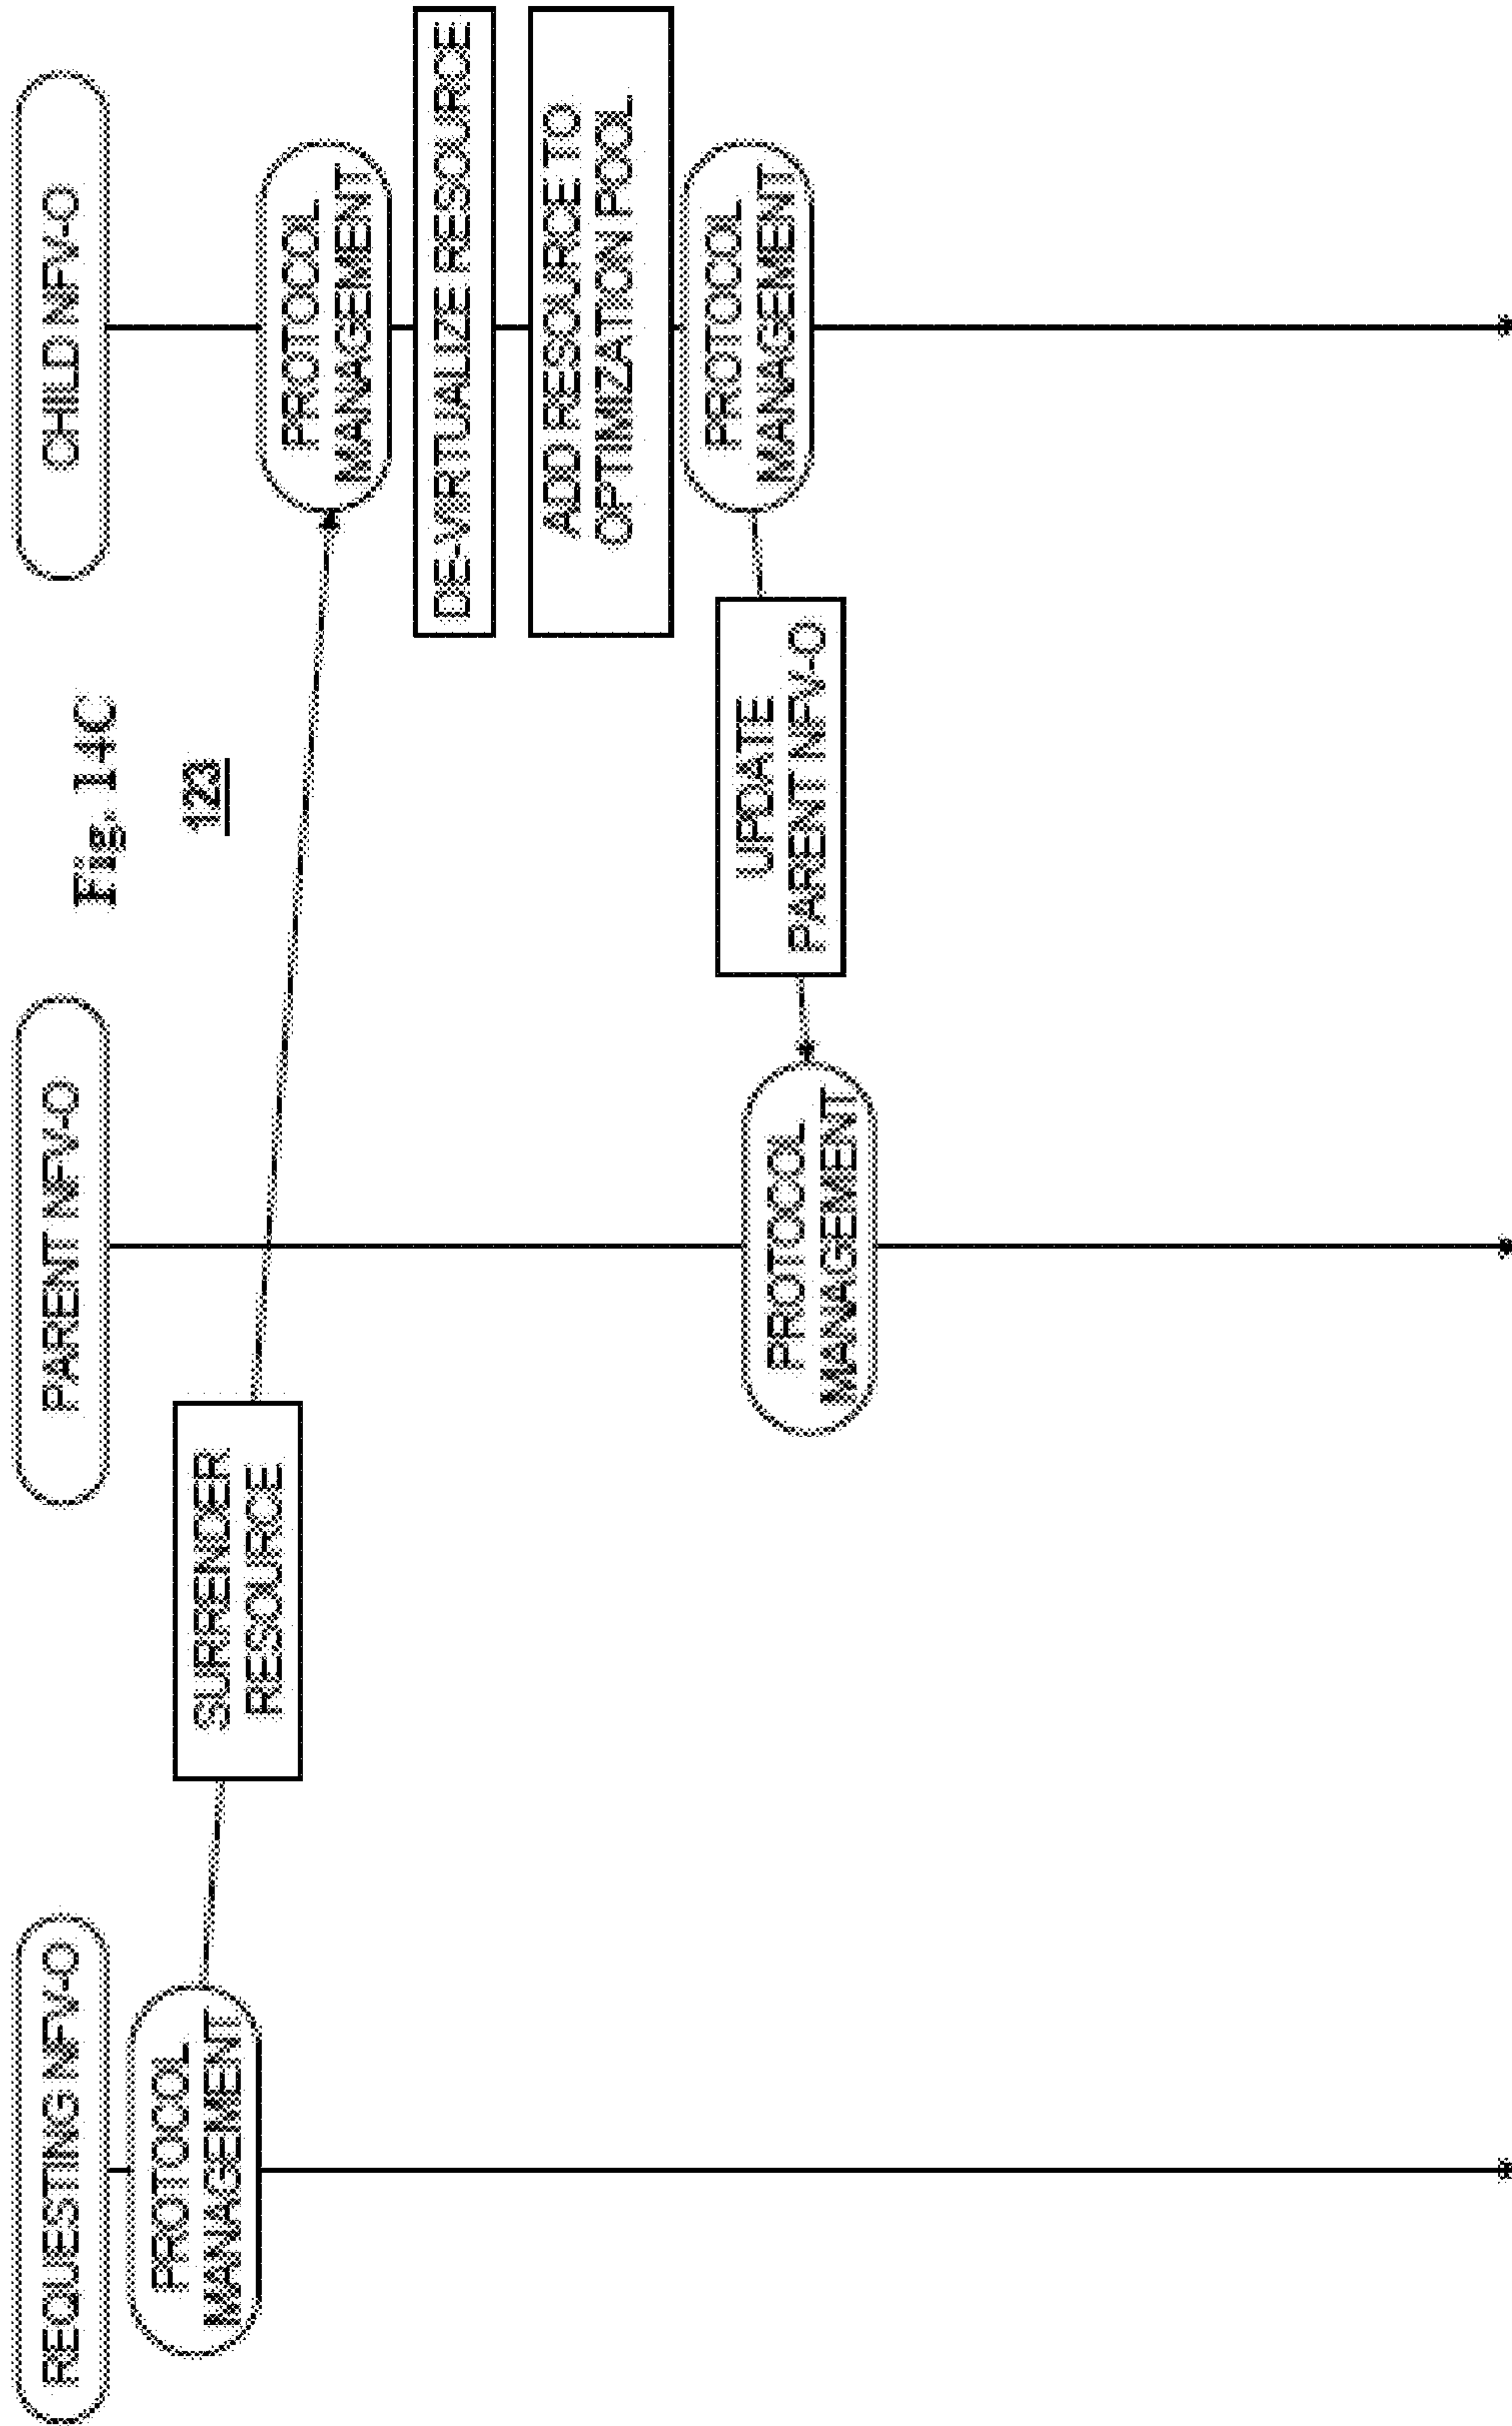 Fig. 14C
123
REQUESTING NFV-O
PARENT NFV-O
CHILD NFV-O
PROTOCOL
MANAGEMENT
SURRENDER
RESOURCE
PROTOCOL
MANAGEMENT
DE-VIRTUALIZE RESOURCE
ADD RESOURCE TO
OPTIMIZATION POOL
PROTOCOL
MANAGEMENT
UPDATE
PARENT NFV-O
PROTOCOL
MANAGEMENT